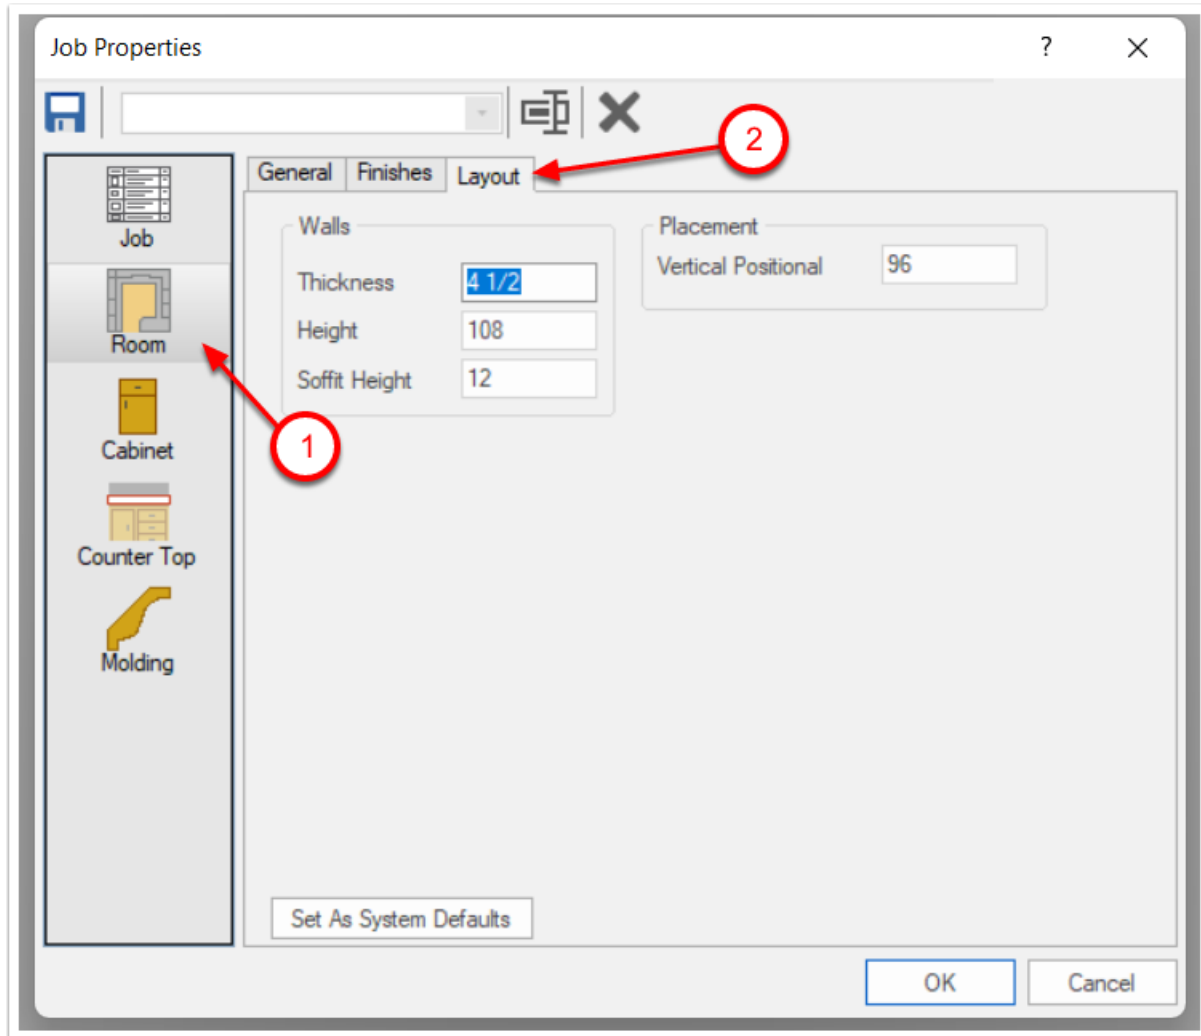 Job Properties
?
2
General Finishes Layout
Job
Room
Cabinet
Counter Top
Molding
1
Walls
Thickness 4 1/2
Height 108
Soffit Height 12
Placement
Vertical Positional 96
Set As System Defaults
OK Cancel